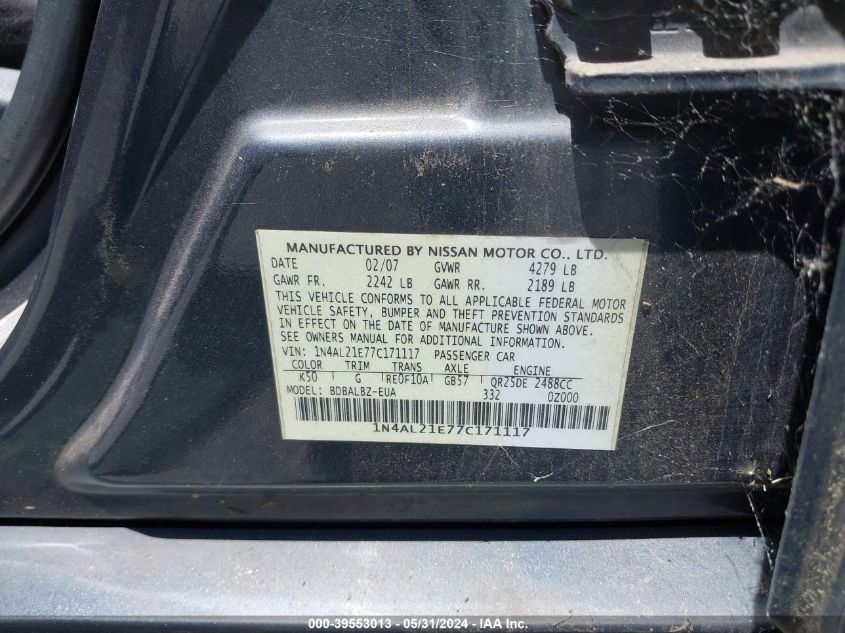 MANUFACTURED BY NISSAN MOTOR CO., LTD.
DATE 02/07 GVWR 4279 LB
GAWR FR. 2242 LB GAWR RR. 2189 LB
THIS VEHICLE CONFORMS TO ALL APPLICABLE FEDERAL MOTOR
VEHICLE SAFETY, BUMPER AND THEFT PREVENTION STANDARDS
IN EFFECT ON THE DATE OF MANUFACTURE SHOWN ABOVE.
SEE OWNERS MANUAL FOR ADDITIONAL INFORMATION.
VIN: 1N4AL21E77C171117 PASSENGER CAR
COLOR TRIM TRANS AXLE ENGINE
K50 G RE0F10A GB57 QR25DE 2488CC
MODEL: BDBALBZ-EUA 332 0Z000
1N4AL21E77C171117
000-39553013 - 05/31/2024 - IAA Inc.